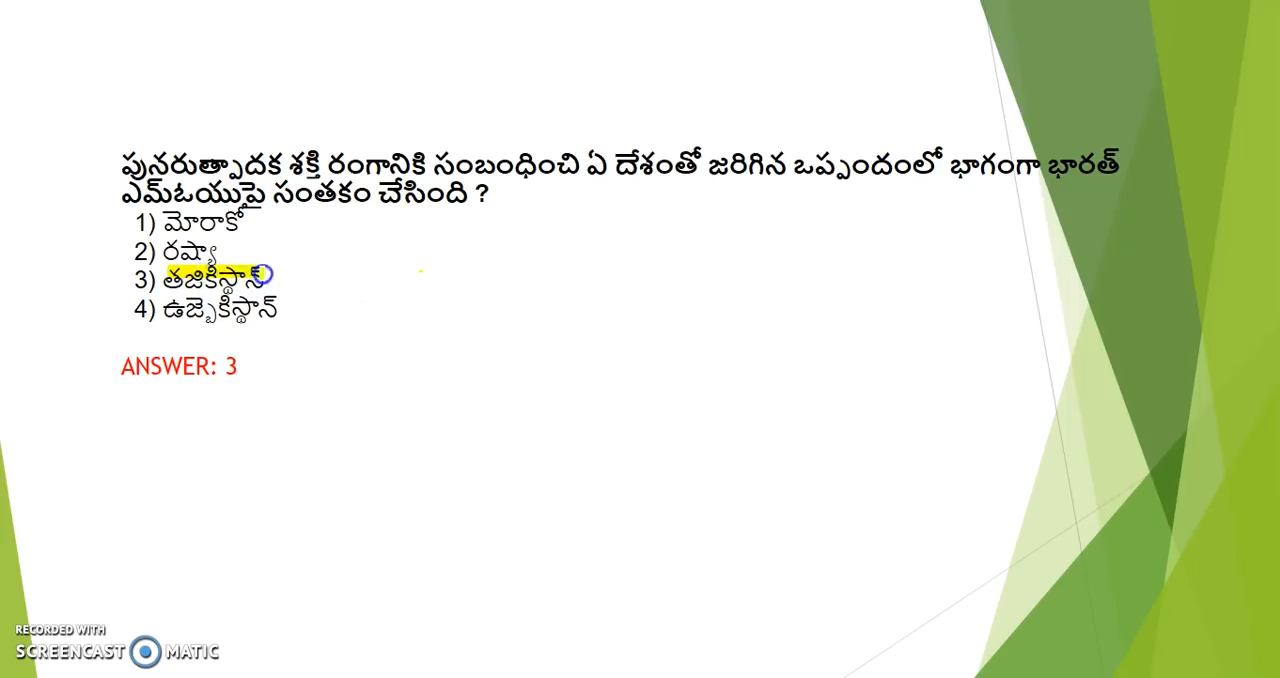 పునరుత్పాదక శక్తి రంగానికి సంబంధించి ఏ దేశంతో జరిగిన ఒప్పందంలో భాగంగా భారత్
ఎమ్ఓయుపై సంతకం చేసింది ?
1) మోరాకో
2) రష్యా
3) తజికిస్థాన్
4) ఉజ్బెకిస్థాన్
ANSWER: 3
RECORDED WITH
SCREENCAST MATIC